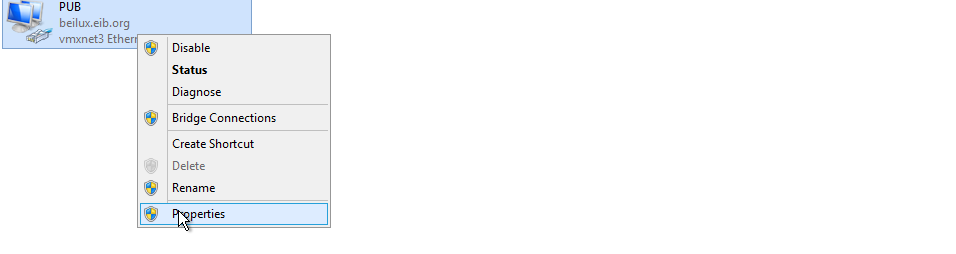 PUB
beilux.eib.org
vmxnet3 Ethern
Disable
Status
Diagnose
Bridge Connections
Create Shortcut
Delete
Rename
Properties